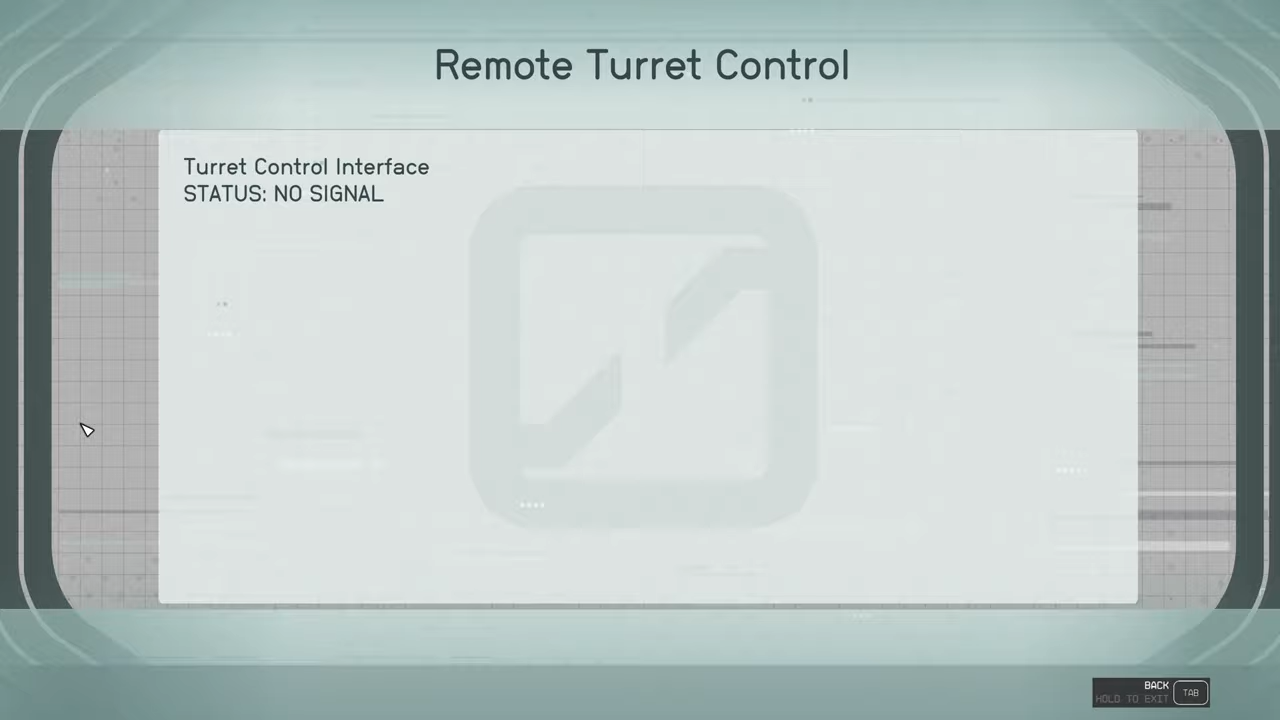 Remote Turret Control
Turret Control Interface
STATUS: NO SIGNAL
BACK
HOLD TO EXIT
TAB